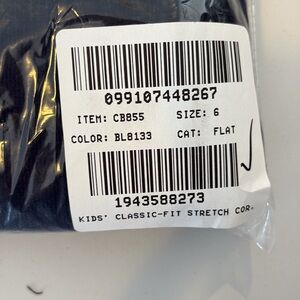 099107448267
ITEM: CB855 SIZE: 6
COLOR: BL8133 CAT: FLAT
1943588273
KIDS' CLASSIC-FIT STRETCH COR.